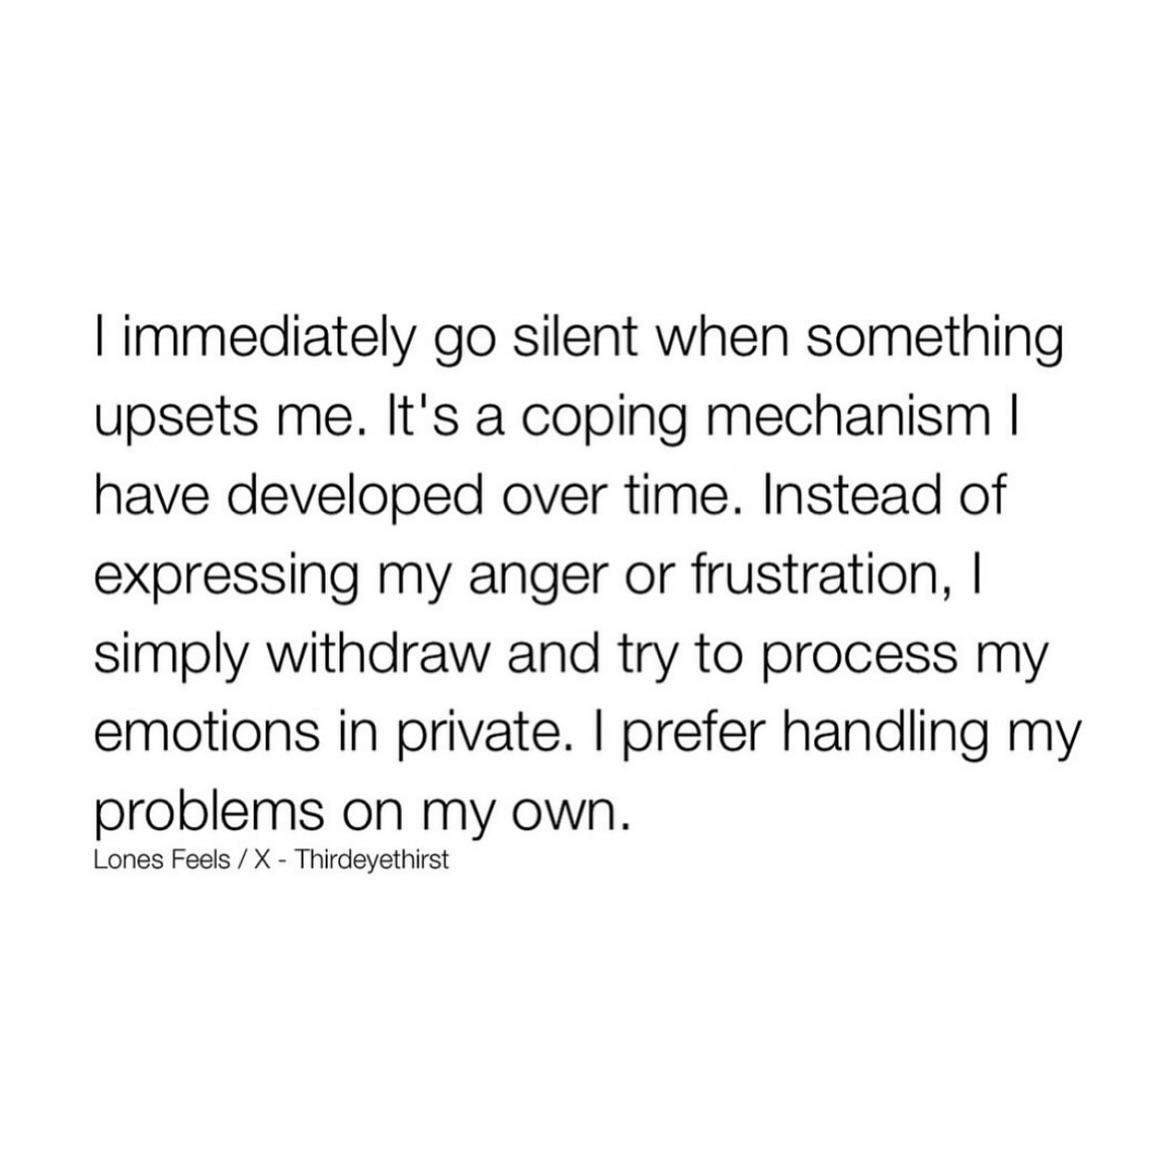 I immediately go silent when something
upsets me. It's a coping mechanism I
have developed over time. Instead of
expressing my anger or frustration, I
simply withdraw and try to process my
emotions in private. I prefer handling my
problems on my own.
Lones Feels / X - Thirdeyethirst